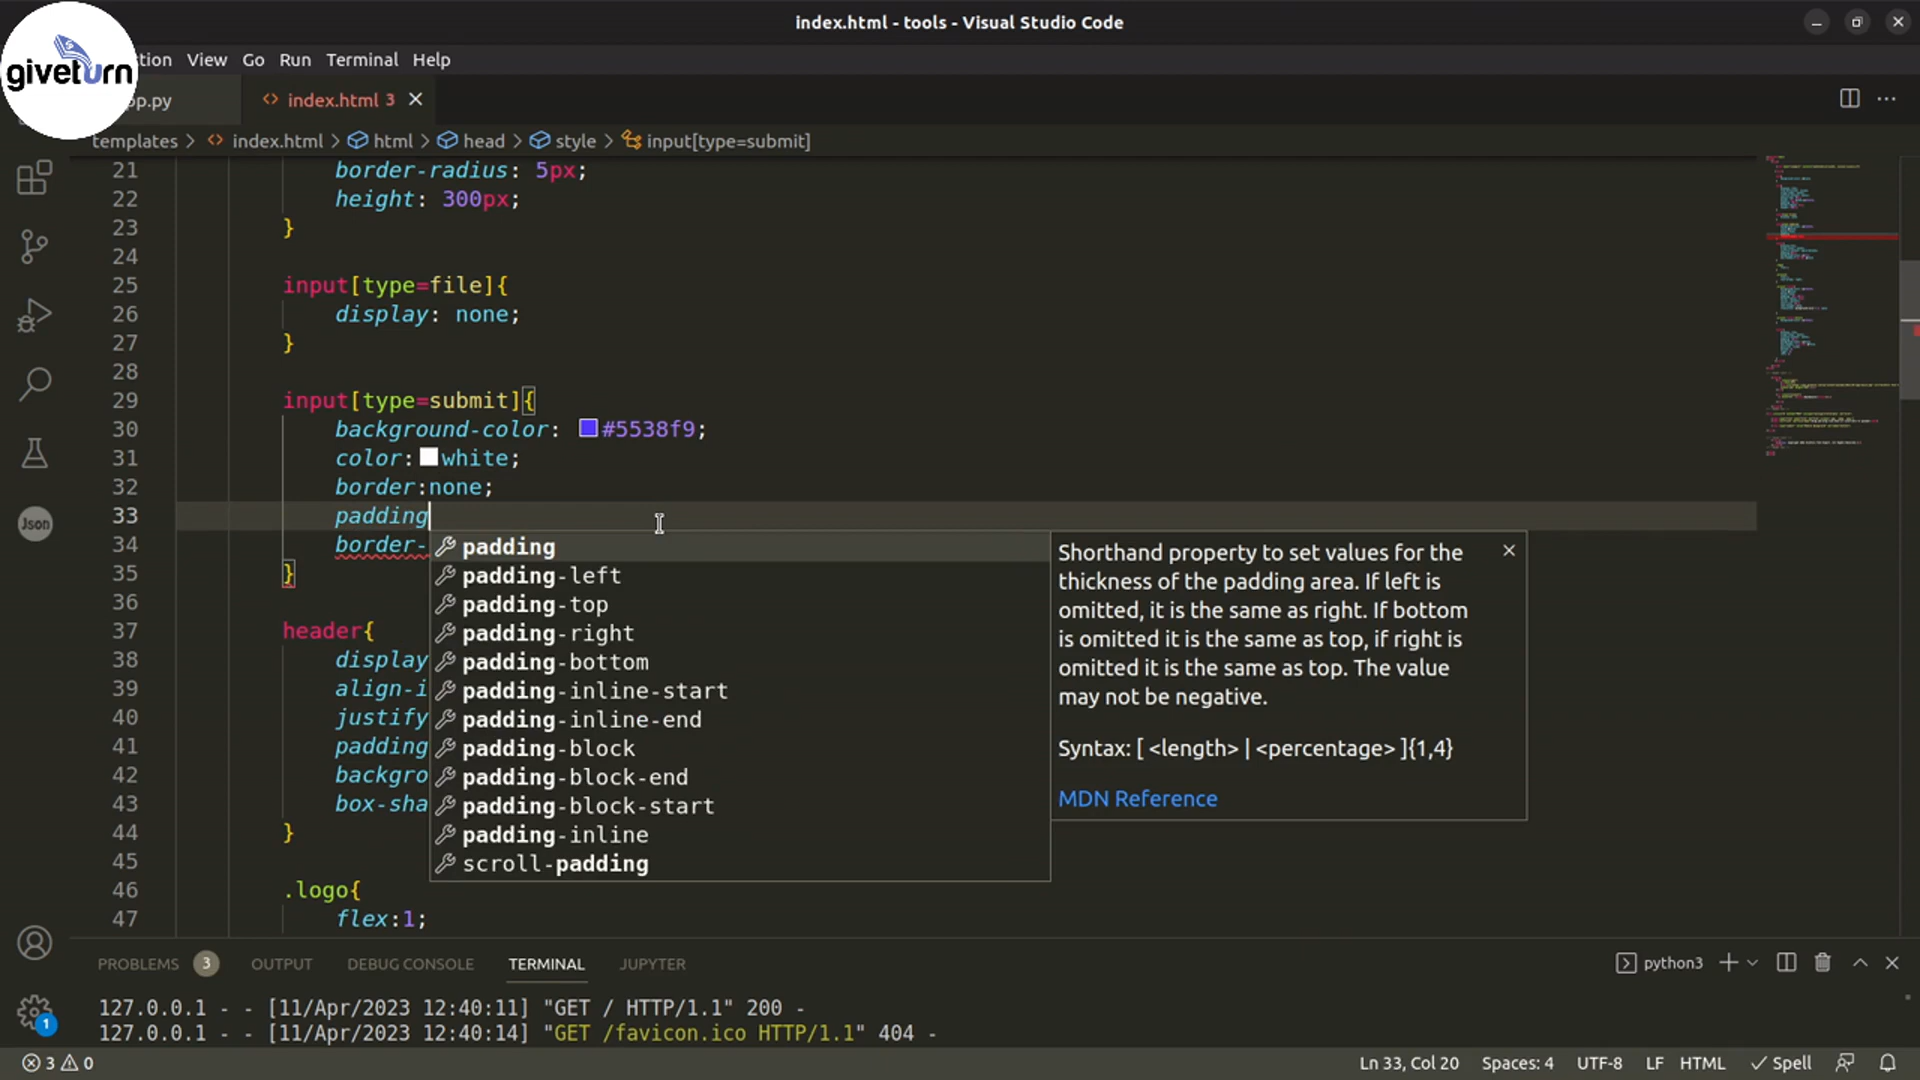 index.html - tools - Visual Studio Code
giveturn
tion View Go Run Terminal Help
pp.py
index.html 3
templates > index.html > html > head > style > input[type=submit]
21 border-radius: 5px;
22 height: 300px;
23 }
24
25 input[type=file]{
26 display: none;
27 }
28
29 input[type=submit]{
30 background-color: #5538f9;
31 color: white;
32 border:none;
33 padding
34 border-
35 }
36
37 header{
38 display
39 align-i
40 justify
41 padding
42 backgro
43 box-sha
44 }
45
46 .logo{
47 flex:1;
padding
padding-left
padding-top
padding-right
padding-bottom
padding-inline-start
padding-inline-end
padding-block
padding-block-end
padding-block-start
padding-inline
scroll-padding
Shorthand property to set values for the
thickness of the padding area. If left is
omitted, it is the same as right. If bottom
is omitted it is the same as top, if right is
omitted it is the same as top. The value
may not be negative.
Syntax: [ <length> | <percentage> ]{1,4}
MDN Reference
Json
PROBLEMS 3 OUTPUT DEBUG CONSOLE TERMINAL JUPYTER
python3
127.0.0.1 - - [11/Apr/2023 12:40:11] "GET / HTTP/1.1" 200 -
127.0.0.1 - - [11/Apr/2023 12:40:14] "GET /favicon.ico HTTP/1.1" 404 -
1
3 0 Ln 33, Col 20 Spaces: 4 UTF-8 LF HTML Spell